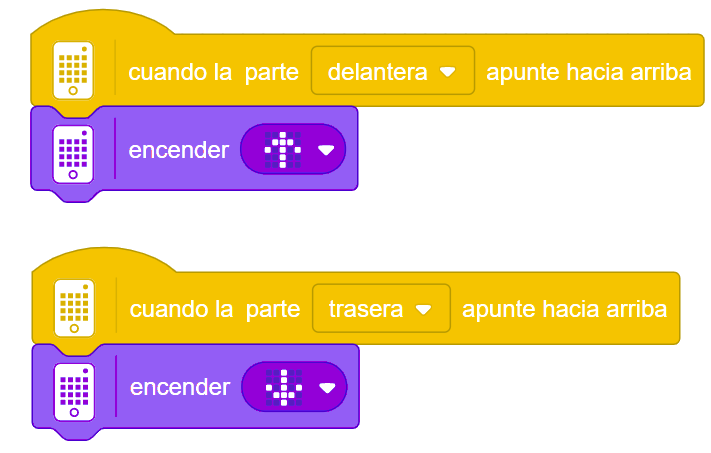 cuando la parte delantera apunte hacia arriba
encender
cuando la parte trasera apunte hacia arriba
encender